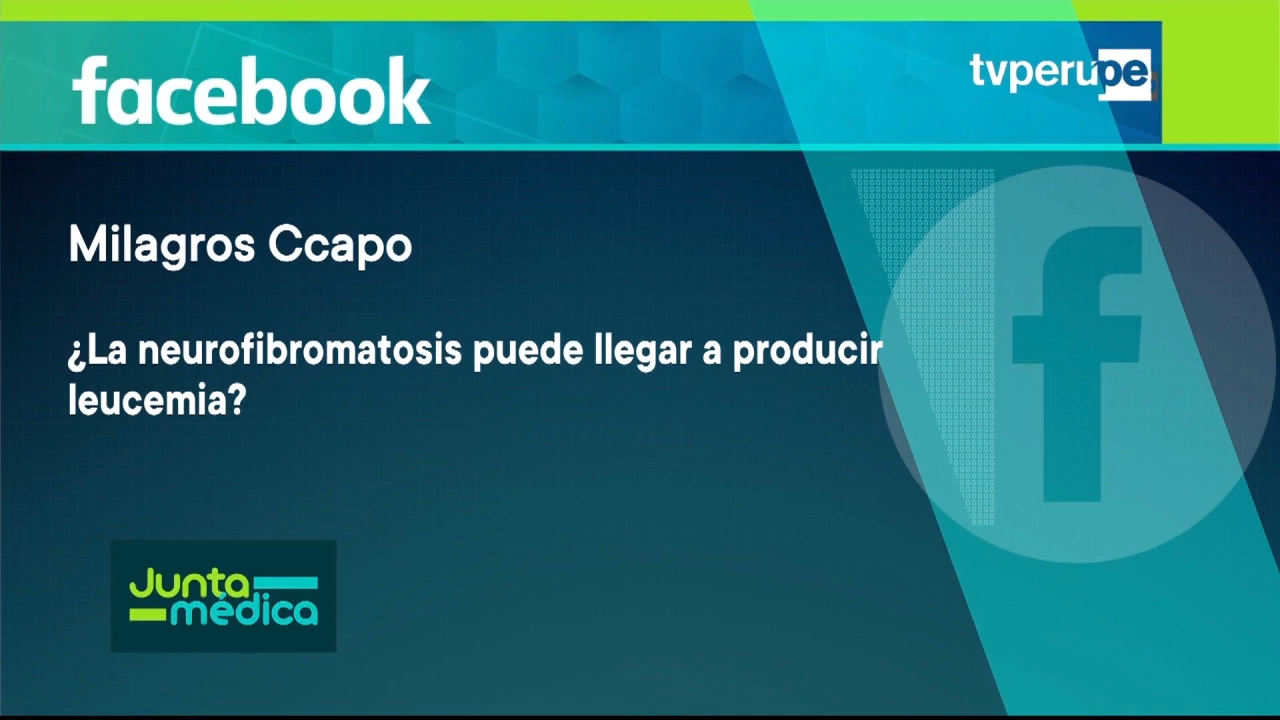 facebook
tvperupe
Milagros Ccapo
¿La neurofibromatosis puede llegar a producir
leucemia?
Junta
médica